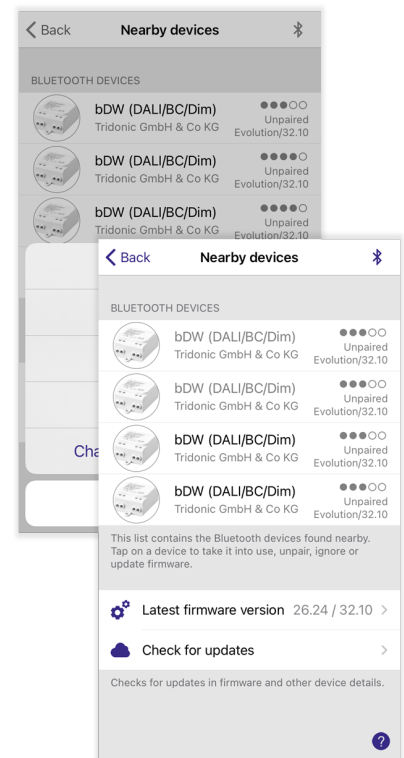 Back Nearby devices
BLUETOOTH DEVICES
bDW (DALI/BC/Dim)
Tridonic GmbH & Co KG
Unpaired
Evolution/32.10
bDW (DALI/BC/Dim)
Tridonic GmbH & Co KG
Unpaired
Evolution/32.10
bDW (DALI/BC/Dim)
Tridonic GmbH & Co KG
Unpaired
Evolution/32.10
Cha
Back Nearby devices
BLUETOOTH DEVICES
bDW (DALI/BC/Dim)
Tridonic GmbH & Co KG
Unpaired
Evolution/32.10
bDW (DALI/BC/Dim)
Tridonic GmbH & Co KG
Unpaired
Evolution/32.10
bDW (DALI/BC/Dim)
Tridonic GmbH & Co KG
Unpaired
Evolution/32.10
bDW (DALI/BC/Dim)
Tridonic GmbH & Co KG
Unpaired
Evolution/32.10
This list contains the Bluetooth devices found nearby.
Tap on a device to take it into use, unpair, ignore or
update firmware.
Latest firmware version 26.24 / 32.10 >
Check for updates >
Checks for updates in firmware and other device details.
?